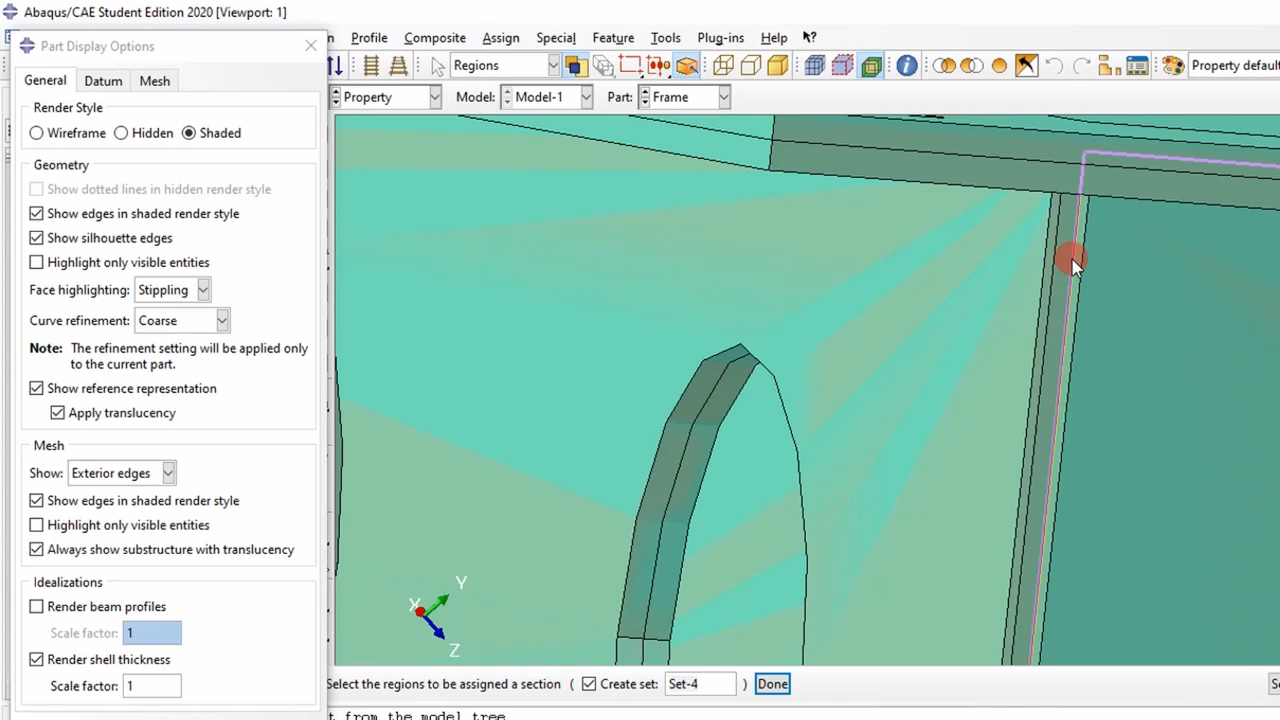 Abaqus/CAE Student Edition 2020 [Viewport: 1]
Part Display Options
Profile Composite Assign Special Feature Tools Plug-ins Help
General Datum Mesh
Regions
Property default
Property Model: Model-1 Part: Frame
Render Style
Wireframe Hidden Shaded
Geometry
Show dotted lines in hidden render style
Show edges in shaded render style
Show silhouette edges
Highlight only visible entities
Face highlighting: Stippling
Curve refinement: Coarse
Note: The refinement setting will be applied only
to the current part.
Show reference representation
Apply translucency
Mesh
Show: Exterior edges
Show edges in shaded render style
Highlight only visible entities
Always show substructure with translucency
Idealizations
Render beam profiles
Scale factor: 1
Render shell thickness
Scale factor: 1
X
Y
Z
Select the regions to be assigned a section ( Create set: Set-4 ) Done
from the model tree